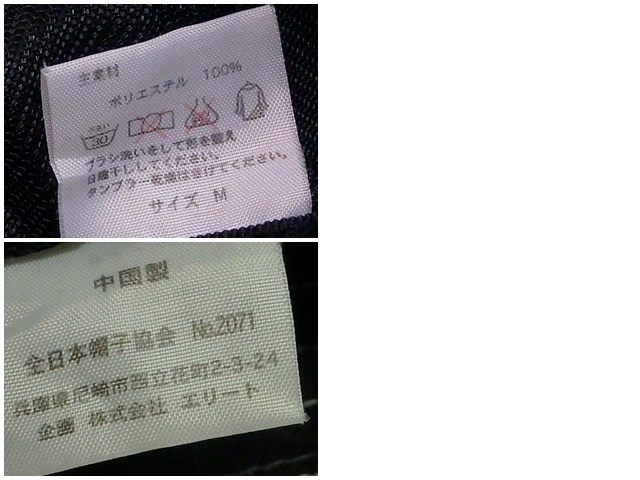 主素材
ポリエステル 100%
30
ブラシ洗いをして形を整え
日陰干ししてください。
タンブラー乾燥はさけてください。
サイズ M
中国製
全日本帽子協会 No.2071
兵庫県尼崎市西立花町2-3-24
企画 株式会社 エリート